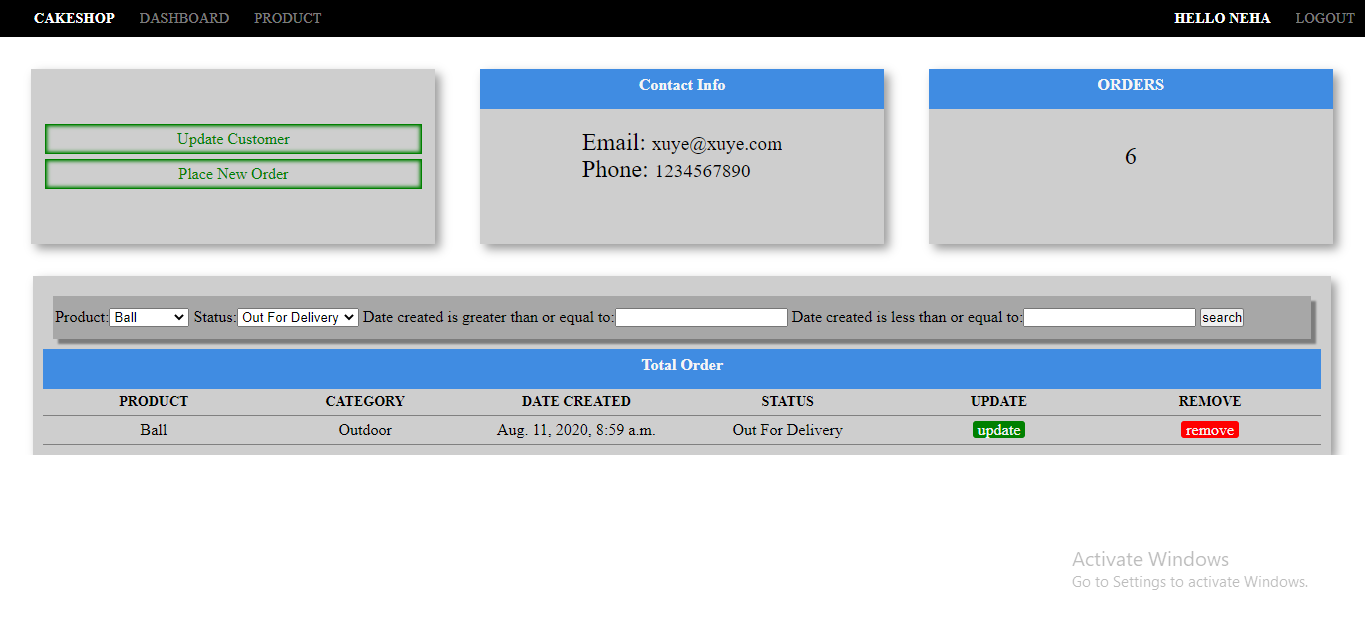 CAKESHOP DASHBOARD PRODUCT HELLO NEHA LOGOUT
Update Customer
Place New Order
Contact Info
Email: xuye@xuye.com
Phone: 1234567890
ORDERS
6
Product: Ball Status: Out For Delivery Date created is greater than or equal to: Date created is less than or equal to: search
Total Order
PRODUCT CATEGORY DATE CREATED STATUS UPDATE REMOVE
Ball Outdoor Aug. 11, 2020, 8:59 a.m. Out For Delivery update remove
Activate Windows
Go to Settings to activate Windows.